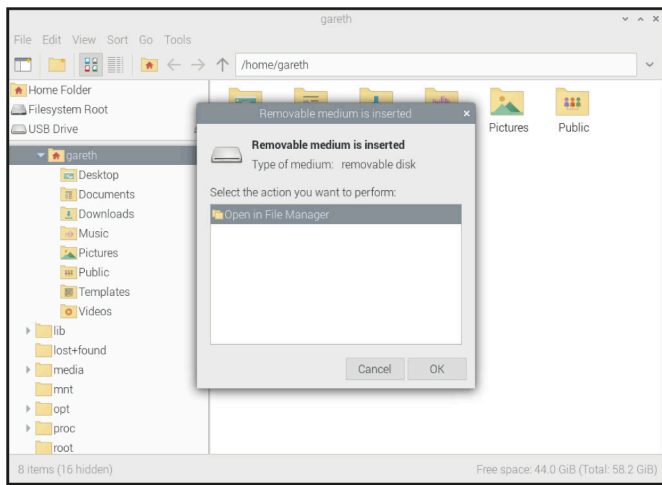 gareth
File Edit View Sort Go Tools
/home/gareth
Home Folder
Filesystem Root
USB Drive
gareth
Desktop
Documents
Downloads
Music
Pictures
Public
Templates
Videos
lib
lost+found
media
mnt
opt
proc
root
Pictures
Public
Removable medium is inserted
Removable medium is inserted
Type of medium: removable disk
Select the action you want to perform:
Open in File Manager
Cancel OK
8 items (16 hidden)
Free space: 44.0 GiB (Total: 58.2 GiB)